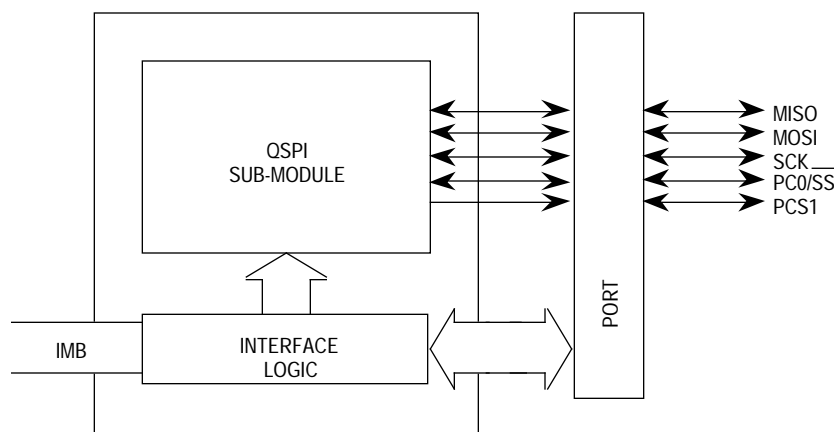 QSPI
SUB-MODULE
MISO
MOSI
SCK
PC0/SS
PCS1
PORT
IMB
INTERFACE
LOGIC